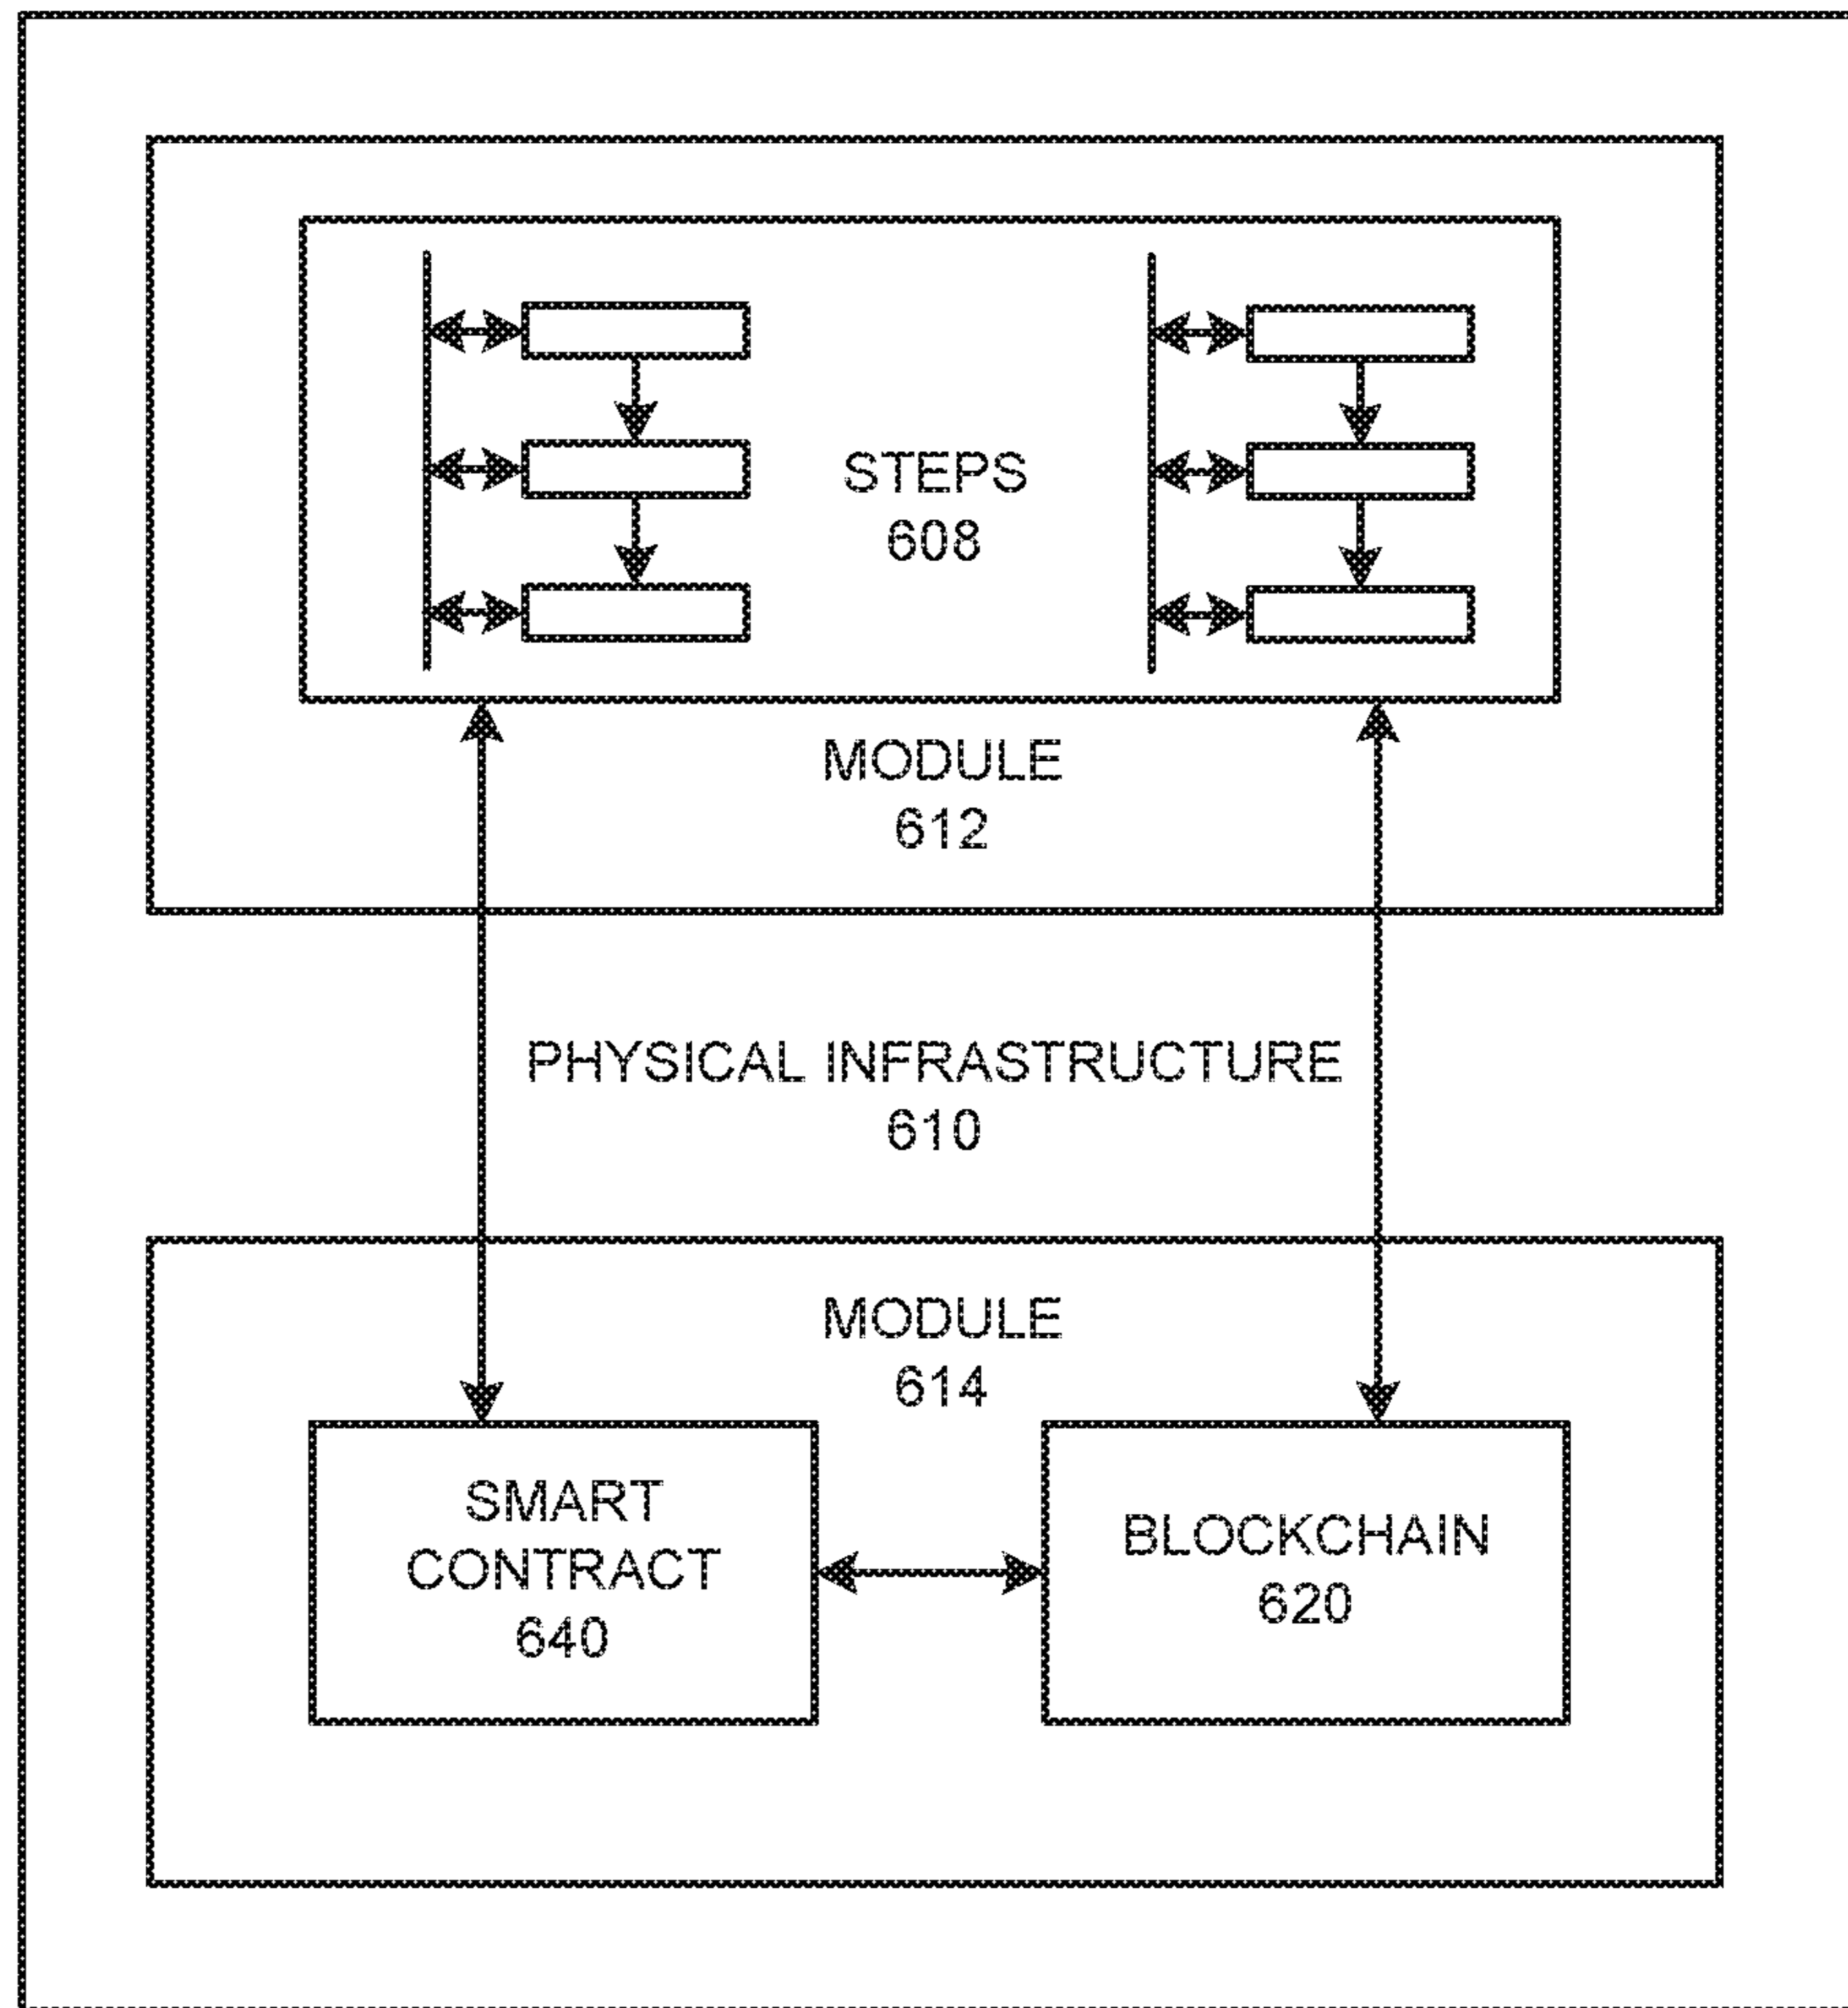 STEPS
608
MODULE
612
PHYSICAL INFRASTRUCTURE
610
MODULE
614
SMART
CONTRACT
640
BLOCKCHAIN
620